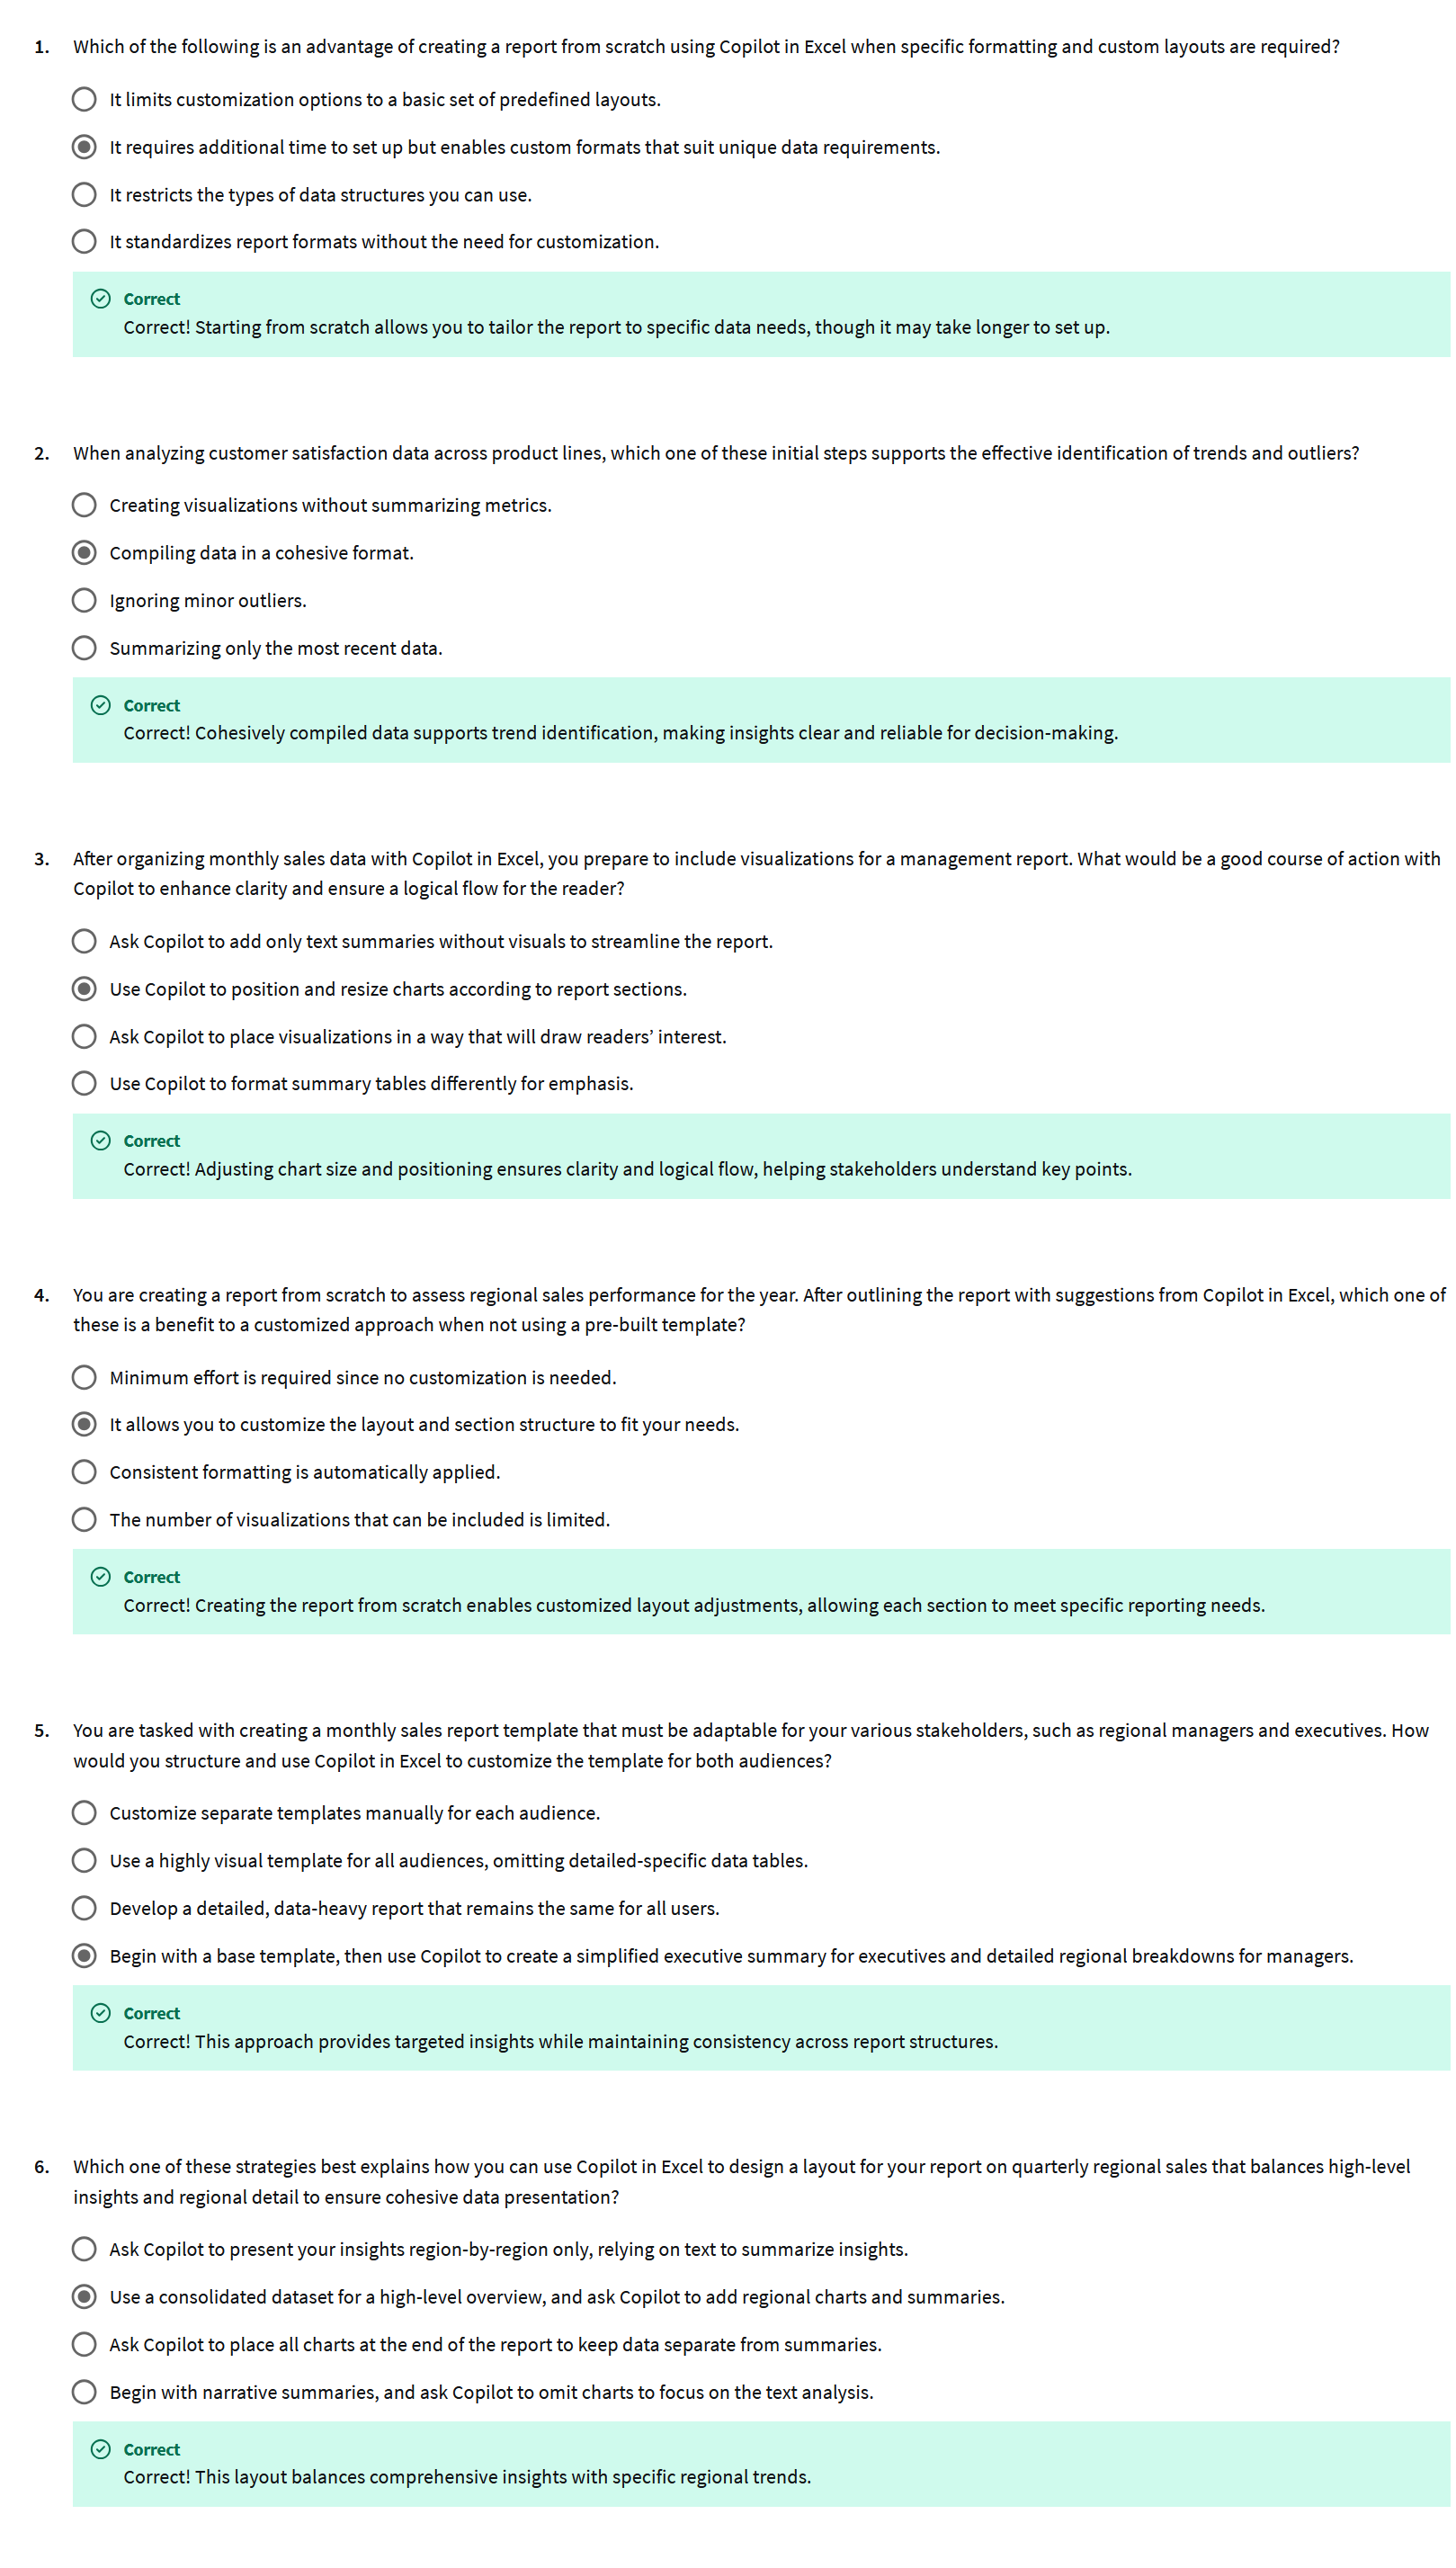 1. Which of the following is an advantage of creating a report from scratch using Copilot in Excel when specific formatting and custom layouts are required?
It limits customization options to a basic set of predefined layouts.
It requires additional time to set up but enables custom formats that suit unique data requirements.
It restricts the types of data structures you can use.
It standardizes report formats without the need for customization.
Correct
Correct! Starting from scratch allows you to tailor the report to specific data needs, though it may take longer to set up.
2. When analyzing customer satisfaction data across product lines, which one of these initial steps supports the effective identification of trends and outliers?
Creating visualizations without summarizing metrics.
Compiling data in a cohesive format.
Ignoring minor outliers.
Summarizing only the most recent data.
Correct
Correct! Cohesively compiled data supports trend identification, making insights clear and reliable for decision-making.
3. After organizing monthly sales data with Copilot in Excel, you prepare to include visualizations for a management report. What would be a good course of action with
Copilot to enhance clarity and ensure a logical flow for the reader?
Ask Copilot to add only text summaries without visuals to streamline the report.
Use Copilot to position and resize charts according to report sections.
Ask Copilot to place visualizations in a way that will draw readers’ interest.
Use Copilot to format summary tables differently for emphasis.
Correct
Correct! Adjusting chart size and positioning ensures clarity and logical flow, helping stakeholders understand key points.
4. You are creating a report from scratch to assess regional sales performance for the year. After outlining the report with suggestions from Copilot in Excel, which one of
these is a benefit to a customized approach when not using a pre-built template?
Minimum effort is required since no customization is needed.
It allows you to customize the layout and section structure to fit your needs.
Consistent formatting is automatically applied.
The number of visualizations that can be included is limited.
Correct
Correct! Creating the report from scratch enables customized layout adjustments, allowing each section to meet specific reporting needs.
5. You are tasked with creating a monthly sales report template that must be adaptable for your various stakeholders, such as regional managers and executives. How
would you structure and use Copilot in Excel to customize the template for both audiences?
Customize separate templates manually for each audience.
Use a highly visual template for all audiences, omitting detailed-specific data tables.
Develop a detailed, data-heavy report that remains the same for all users.
Begin with a base template, then use Copilot to create a simplified executive summary for executives and detailed regional breakdowns for managers.
Correct
Correct! This approach provides targeted insights while maintaining consistency across report structures.
6. Which one of these strategies best explains how you can use Copilot in Excel to design a layout for your report on quarterly regional sales that balances high-level
insights and regional detail to ensure cohesive data presentation?
Ask Copilot to present your insights region-by-region only, relying on text to summarize insights.
Use a consolidated dataset for a high-level overview, and ask Copilot to add regional charts and summaries.
Ask Copilot to place all charts at the end of the report to keep data separate from summaries.
Begin with narrative summaries, and ask Copilot to omit charts to focus on the text analysis.
Correct
Correct! This layout balances comprehensive insights with specific regional trends.